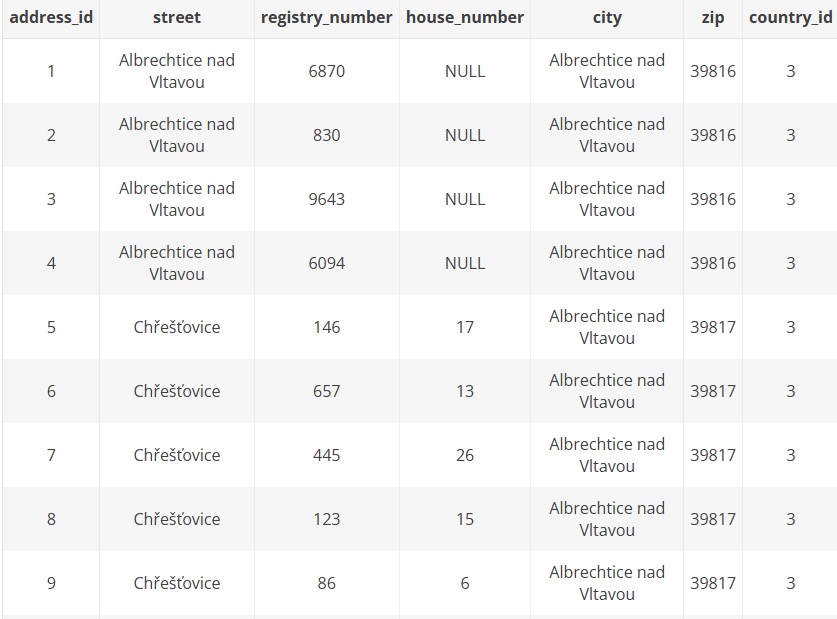 address_id street registry_number house_number city zip country_id
1 Albrechtice nad Vltavou 6870 NULL Albrechtice nad Vltavou 39816 3
2 Albrechtice nad Vltavou 830 NULL Albrechtice nad Vltavou 39816 3
3 Albrechtice nad Vltavou 9643 NULL Albrechtice nad Vltavou 39816 3
4 Albrechtice nad Vltavou 6094 NULL Albrechtice nad Vltavou 39816 3
5 Chřešťovice 146 17 Albrechtice nad Vltavou 39817 3
6 Chřešťovice 657 13 Albrechtice nad Vltavou 39817 3
7 Chřešťovice 445 26 Albrechtice nad Vltavou 39817 3
8 Chřešťovice 123 15 Albrechtice nad Vltavou 39817 3
9 Chřešťovice 86 6 Albrechtice nad Vltavou 39817 3